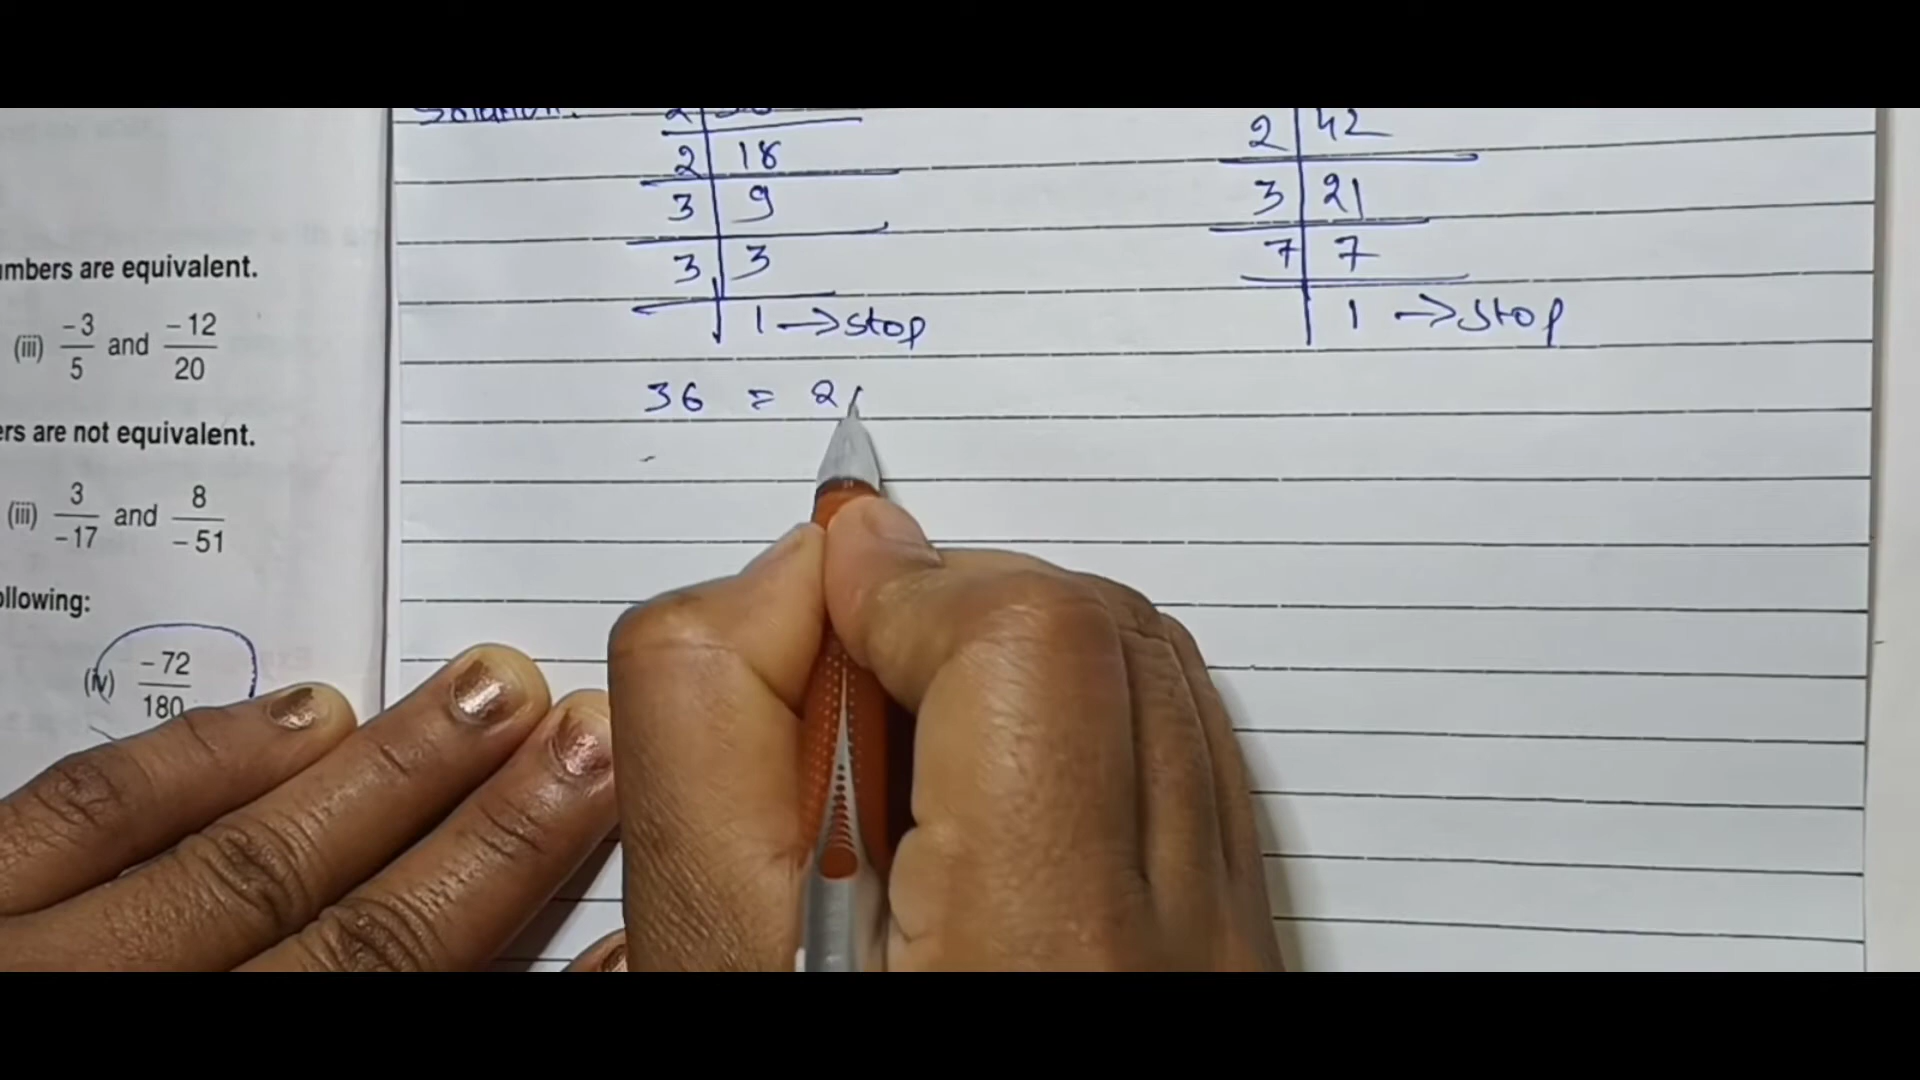 mbers are equivalent.
(iii) -3/5 and -12/20
ers are not equivalent.
(iii) 3/-17 and 8/-51
ollowing:
(iv) -72/180
Solution:
2 | 18
3 | 9
3 | 3
1 → stop
36 = 2
2 | 42
3 | 21
7 | 7
1 → stop